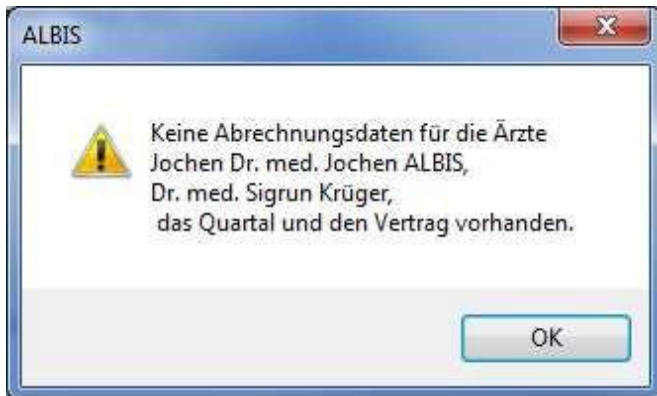 ALBIS
Keine Abrechnungsdaten für die Ärzte
Jochen Dr. med. Jochen ALBIS,
Dr. med. Sigrun Krüger,
das Quartal und den Vertrag vorhanden.
OK